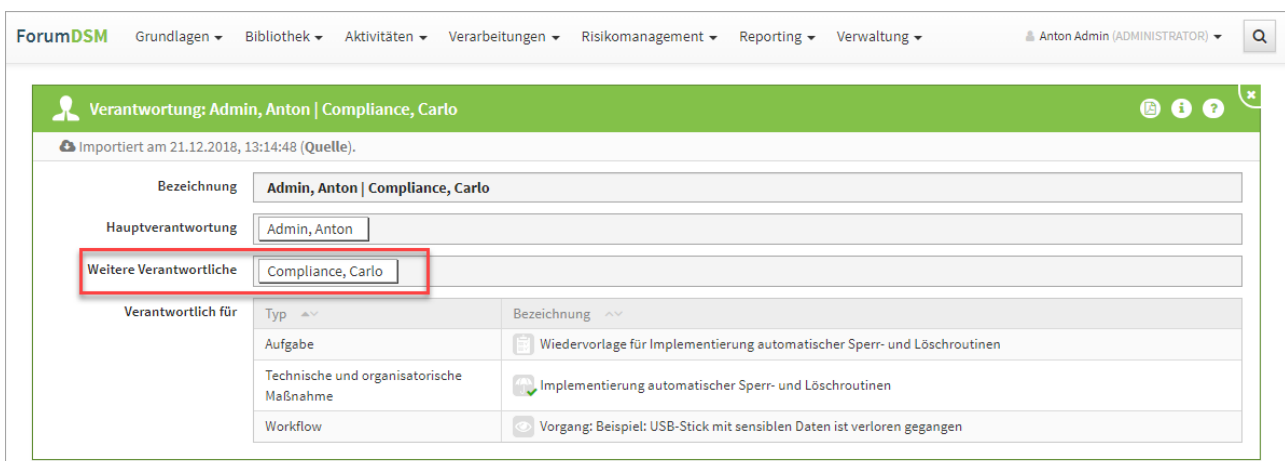 ForumDSM Grundlagen Bibliothek Aktivitäten Verarbeitungen Risikomanagement Reporting Verwaltung Anton Admin (ADMINISTRATOR)
Verantwortung: Admin, Anton | Compliance, Carlo
Importiert am 21.12.2018, 13:14:48 (Quelle).
Bezeichnung Admin, Anton | Compliance, Carlo
Hauptverantwortung Admin, Anton
Weitere Verantwortliche Compliance, Carlo
Verantwortlich für Typ Bezeichnung
Aufgabe Wiedervorlage für Implementierung automatischer Sperr- und Löschroutinen
Technische und organisatorische
Maßnahme Implementierung automatischer Sperr- und Löschroutinen
Workflow Vorgang: Beispiel: USB-Stick mit sensiblen Daten ist verloren gegangen